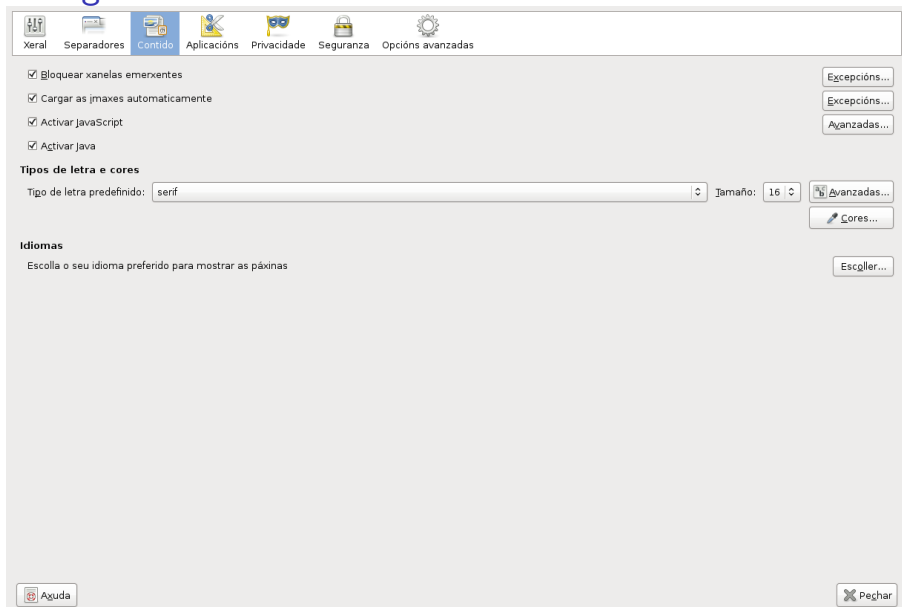 Xeral Separadores Contido Aplicacións Privacidade Seguranza Opcións avanzadas
Bloquear xanelas emerxentes Excepcións...
Cargar as imaxes automaticamente Excepcións...
Activar JavaScript Avanzadas...
Activar Java
Tipos de letra e cores
Tipo de letra predefinido: serif Tamaño: 16 Avanzadas...
Cores...
Idiomas
Escolla o seu idioma preferido para mostrar as páxinas Escoller...
Axuda Pechar